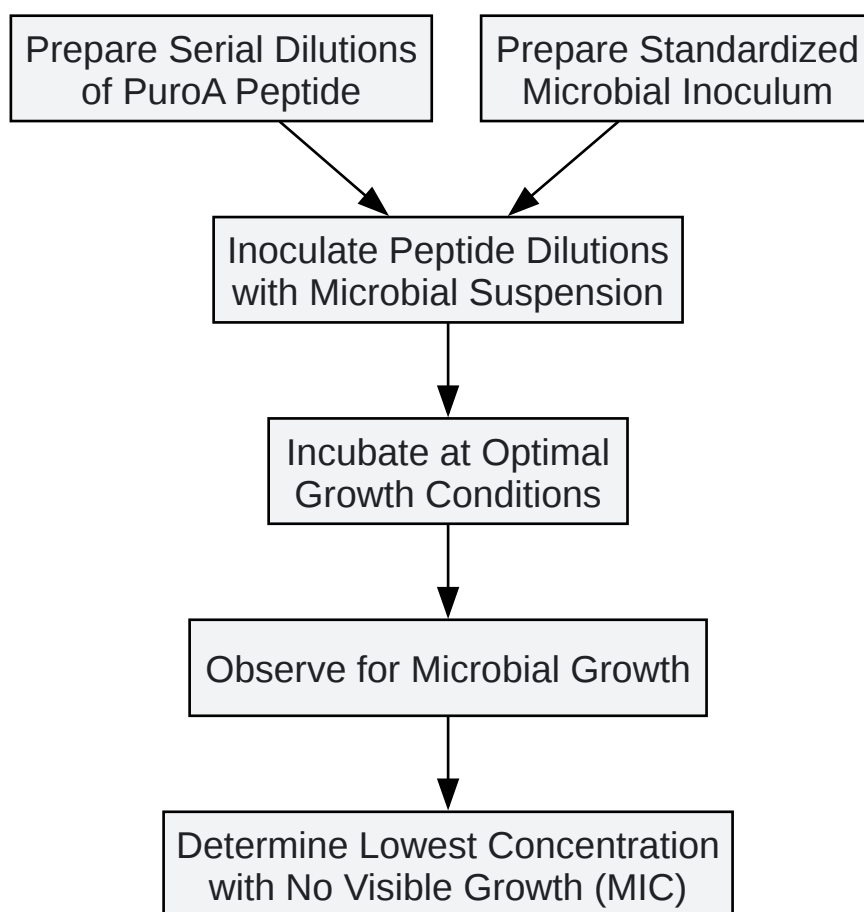 Prepare Serial Dilutions
of PuroA Peptide
Prepare Standardized
Microbial Inoculum
Inoculate Peptide Dilutions
with Microbial Suspension
Incubate at Optimal
Growth Conditions
Observe for Microbial Growth
Determine Lowest Concentration
with No Visible Growth (MIC)